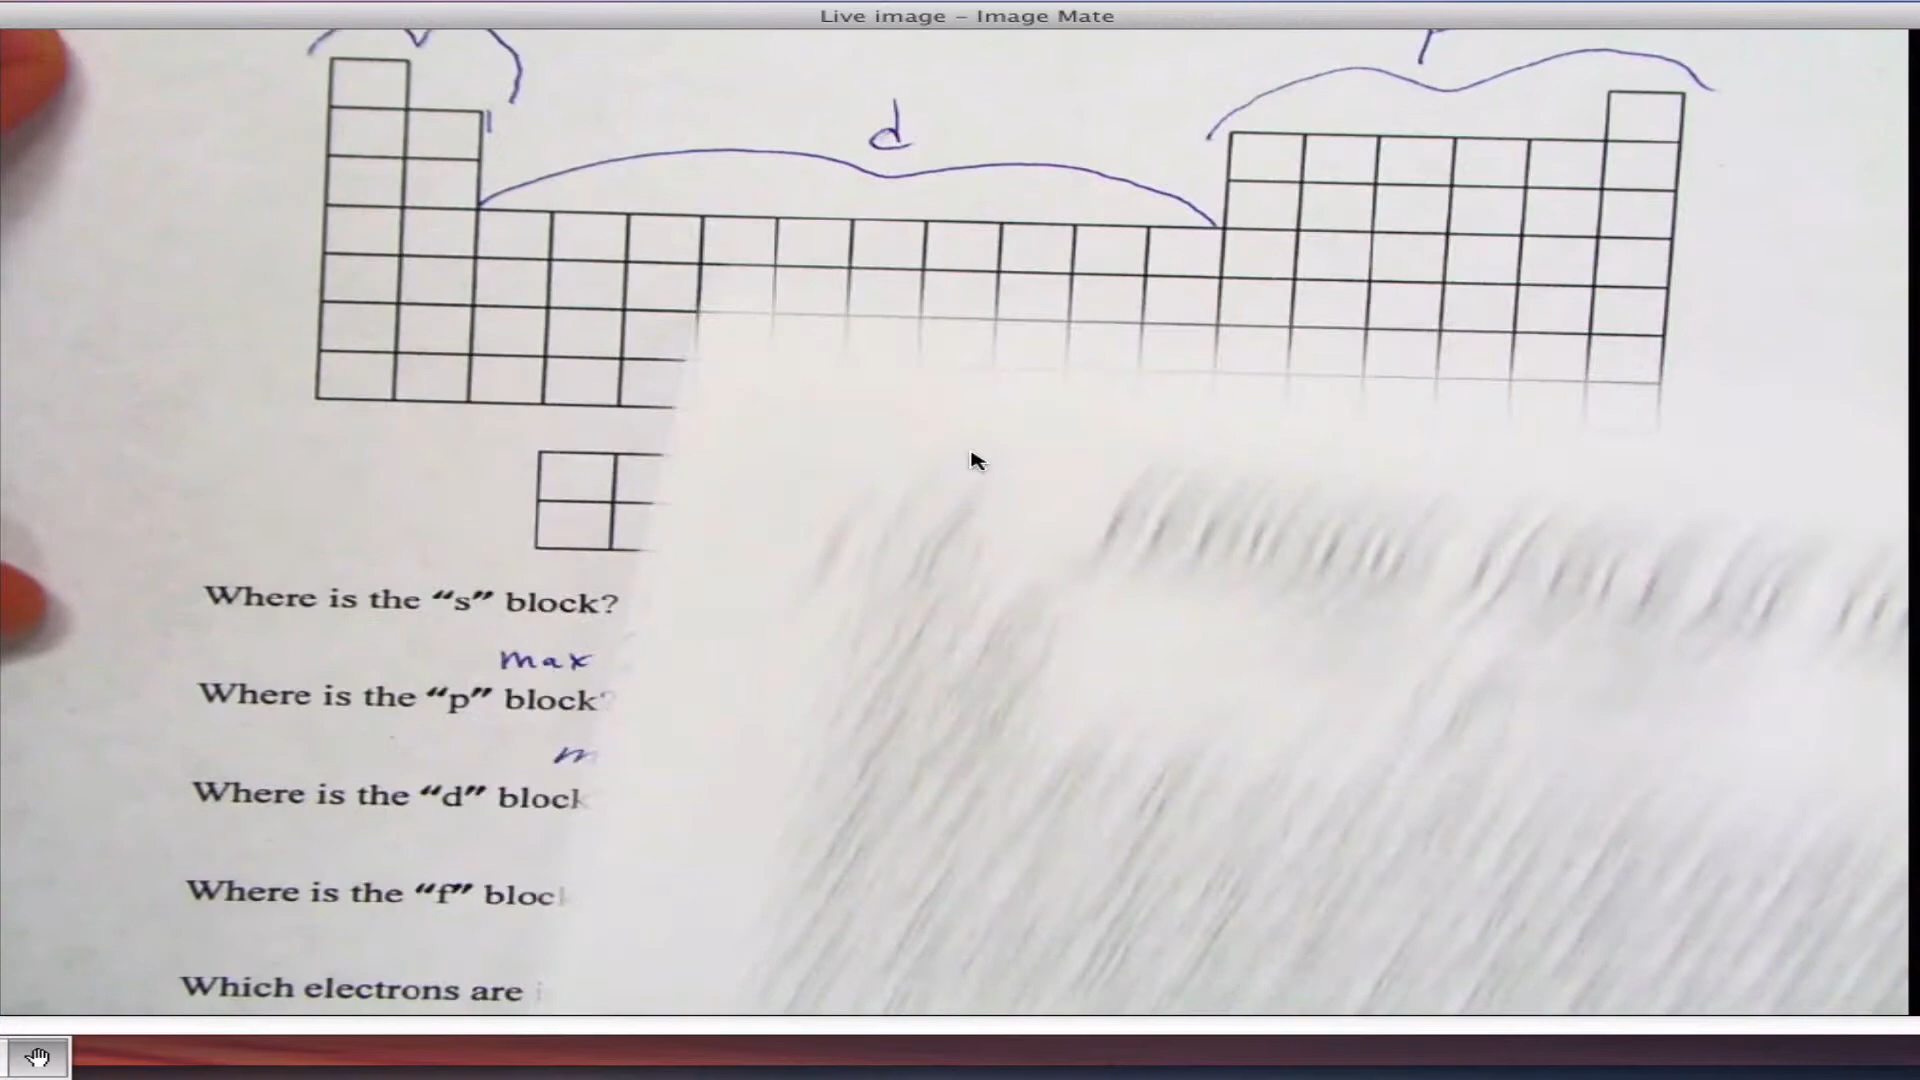 Live image – Image Mate
d
Where is the “s” block?
max
Where is the “p” block?
Where is the “d” block
Where is the “f” bloc
Which electrons are